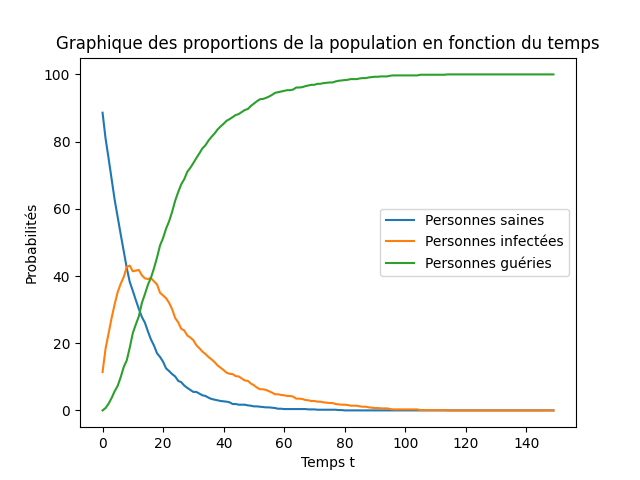 Graphique des proportions de la population en fonction du temps
100
80
60
40
20
0
Probabilités
Personnes saines
Personnes infectées
Personnes guéries
0 20 40 60 80 100 120 140
Temps t